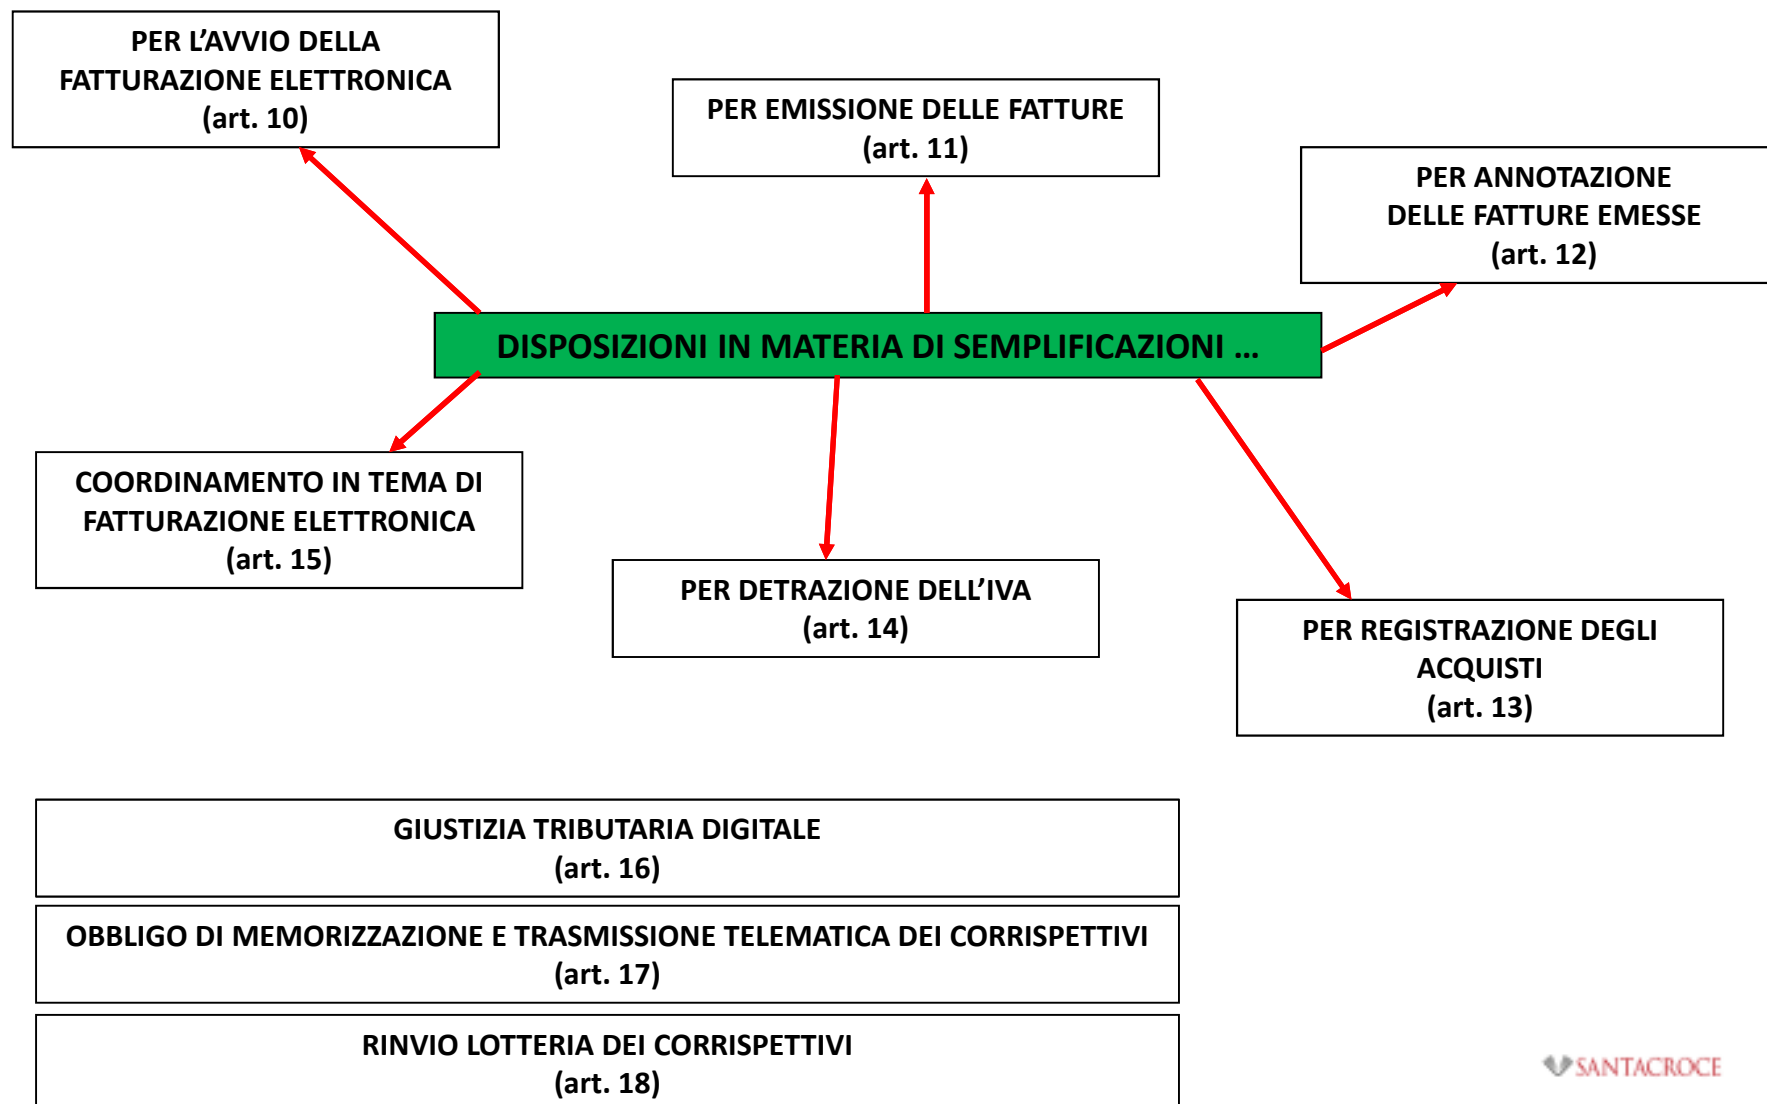 PER L'AVVIO DELLA
FATTURAZIONE ELETTRONICA
(art. 10)
PER EMISSIONE DELLE FATTURE
(art. 11)
PER ANNOTAZIONE
DELLE FATTURE EMESSE
(art. 12)
DISPOSIZIONI IN MATERIA DI SEMPLIFICAZIONI ...
COORDINAMENTO IN TEMA DI
FATTURAZIONE ELETTRONICA
(art. 15)
PER DETRAZIONE DELL'IVA
(art. 14)
PER REGISTRAZIONE DEGLI
ACQUISTI
(art. 13)
GIUSTIZIA TRIBUTARIA DIGITALE
(art. 16)
OBBLIGO DI MEMORIZZAZIONE E TRASMISSIONE TELEMATICA DEI CORRISPETTIVI
(art. 17)
RINVIO LOTTERIA DEI CORRISPETTIVI
(art. 18)
SANTACROCE